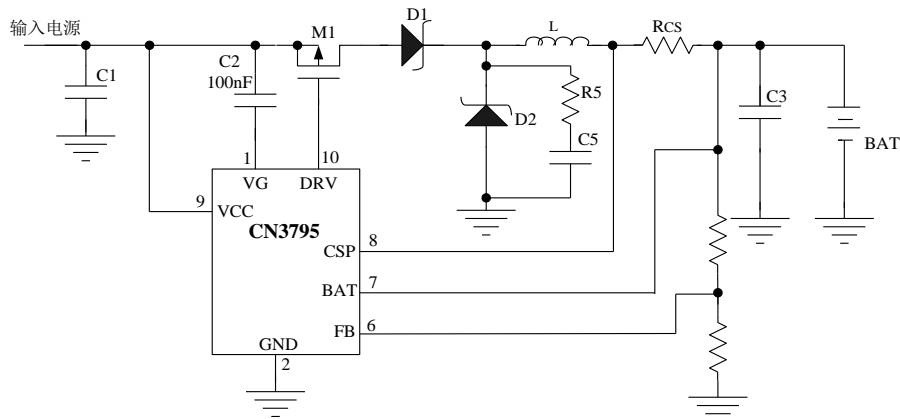 输入电源
M1
D1
L
RCS
C1
C2
100nF
R5
C3
D2
C5
BAT
1
10
VG
DRV
9
VCC
CN3795
CSP
8
BAT
7
FB
6
GND
2